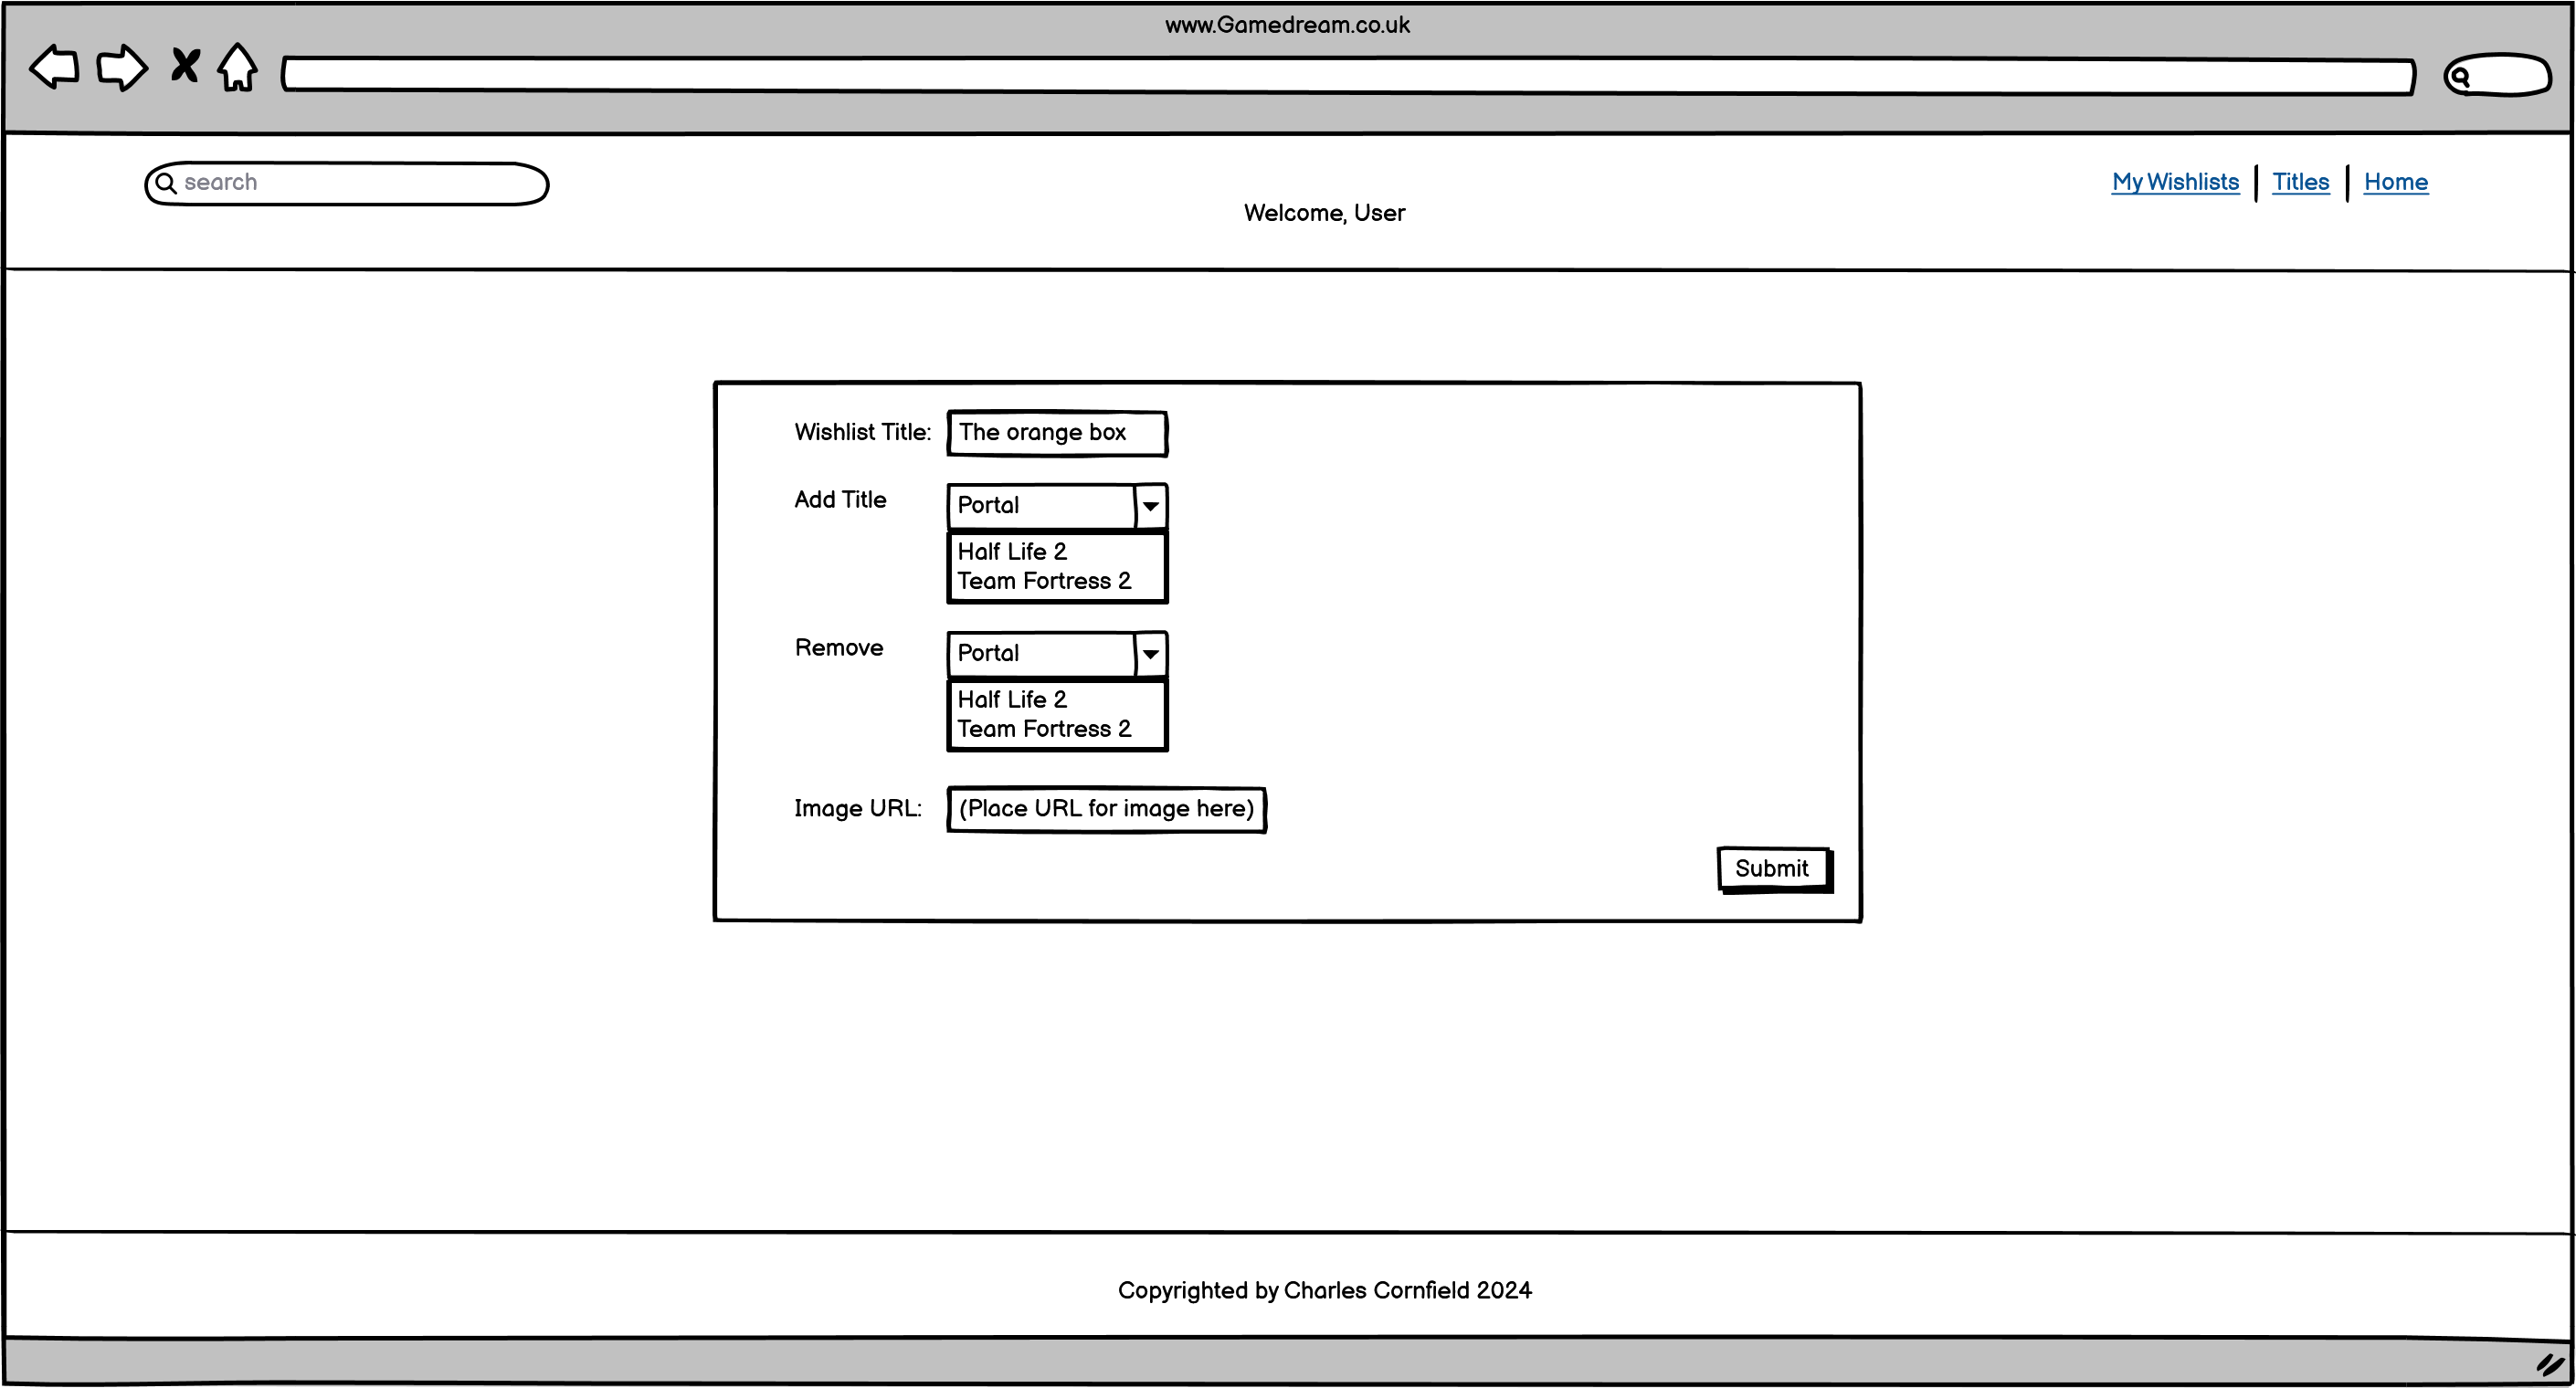 www.Gamedream.co.uk
search
My Wishlists | Titles | Home
Welcome, User
Wishlist Title: The orange box
Add Title Portal
Half Life 2
Team Fortress 2
Remove Portal
Half Life 2
Team Fortress 2
Image URL: (Place URL for image here)
Submit
Copyrighted by Charles Cornfield 2024